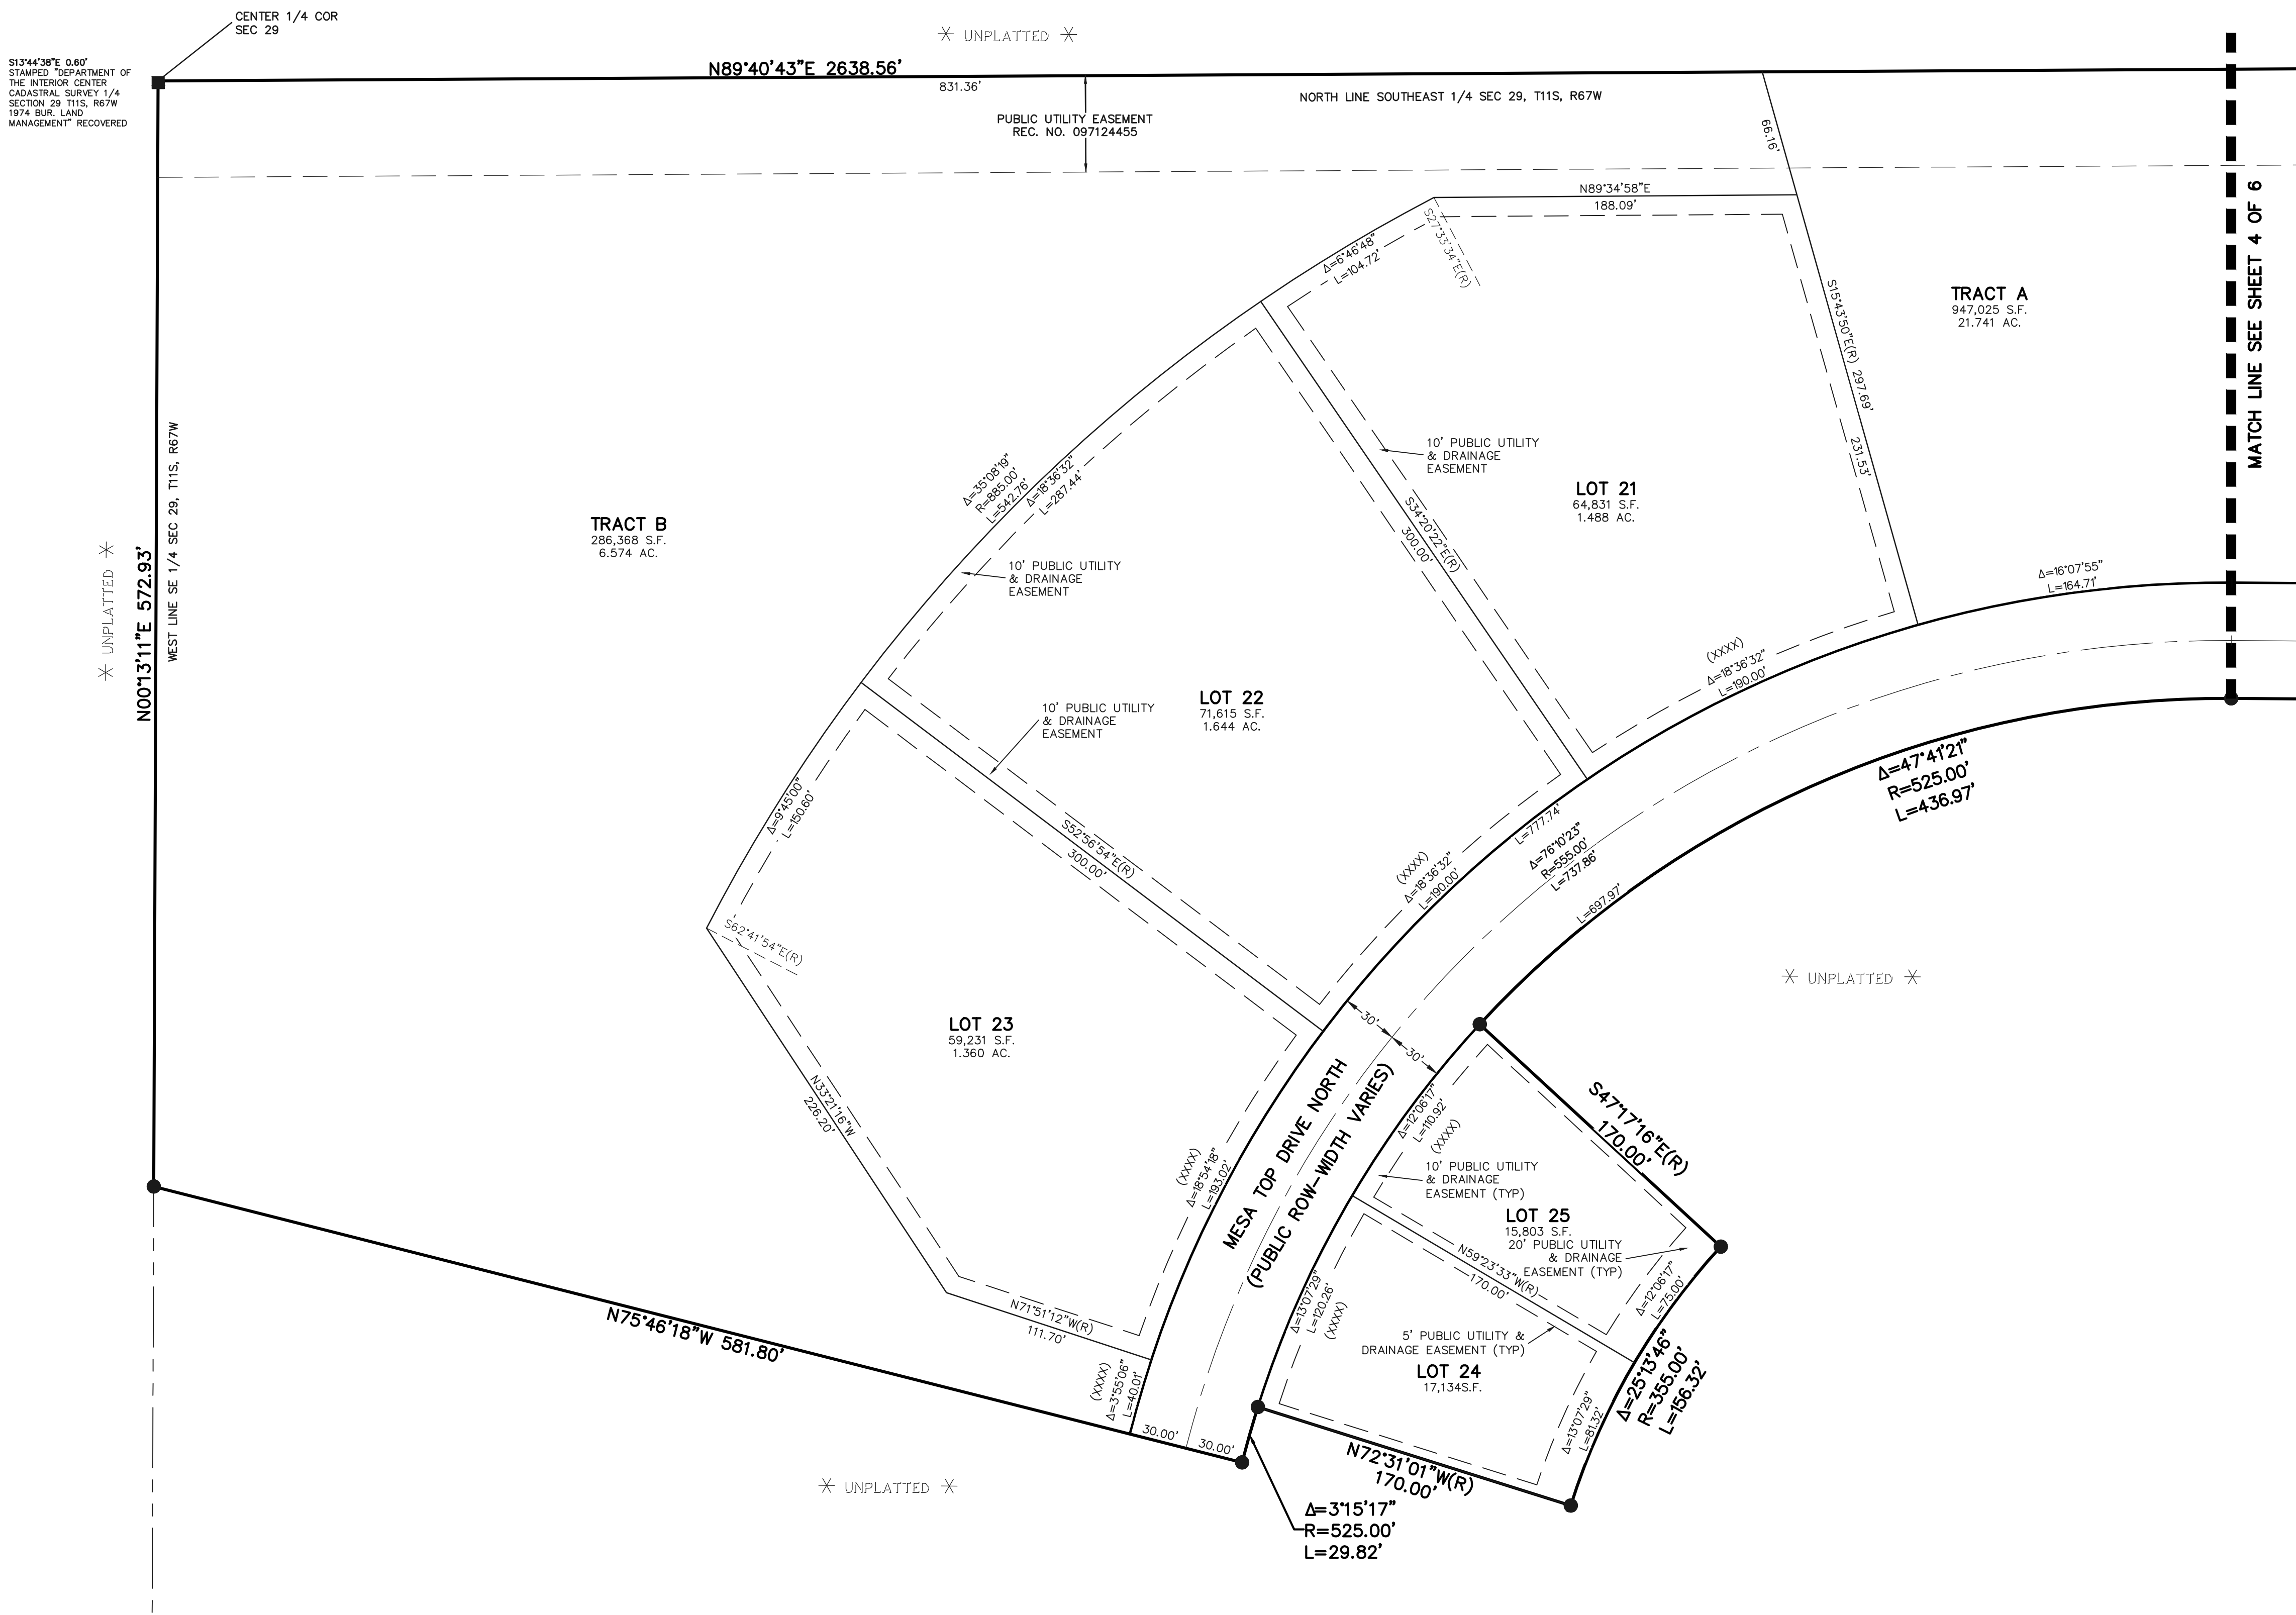 CENTER 1/4 COR
SEC 29
S13°44'38"E 0.60'
STAMPED "DEPARTMENT OF
THE INTERIOR CENTER
CADASTRAL SURVEY 1/4
SECTION 29 T11S, R67W
1974 BUR. LAND
MANAGEMENT" RECOVERED
UNPLATTED
N89°40'43"E 2638.56'
831.36'
NORTH LINE SOUTHEAST 1/4 SEC 29, T11S, R67W
PUBLIC UTILITY EASEMENT
REC. NO. 097124455
66.16'
MATCH LINE SEE SHEET 4 OF 6
N89°34'58"E
188.09'
S27°33'34"E(R)
Δ=6°46'48"
L=104.72'
S15°43'50"E(R) 297.69'
231.53'
TRACT A
947,025 S.F.
21.741 AC.
10' PUBLIC UTILITY
& DRAINAGE
EASEMENT
LOT 21
64,831 S.F.
1.488 AC.
S34°20'22"E(R)
300.00'
Δ=35°08'19"
R=885.00'
L=542.76'
Δ=18°36'32"
L=287.44'
TRACT B
286,368 S.F.
6.574 AC.
UNPLATTED
N00°13'11"E 572.93'
WEST LINE SE 1/4 SEC 29, T11S, R67W
10' PUBLIC UTILITY
& DRAINAGE
EASEMENT
Δ=16°07'55"
L=164.71'
(XXXX)
Δ=18°36'32"
L=190.00'
LOT 22
71,615 S.F.
1.644 AC.
10' PUBLIC UTILITY
& DRAINAGE
EASEMENT
Δ=47°41'21"
R=525.00'
L=436.97'
Δ=9°45'00"
L=150.60'
S52°56'54"E(R)
300.00'
L=777.74'
Δ=76°10'23"
R=555.00'
L=737.86'
L=697.97'
(XXXX)
Δ=18°36'32"
L=190.00'
S62°41'54"E(R)
UNPLATTED
LOT 23
59,231 S.F.
1.360 AC.
30'
30'
N33°21'16"W
226.20'
MESA TOP DRIVE NORTH
(PUBLIC ROW-WIDTH VARIES)
Δ=12°06'17"
L=110.92'
(XXXX)
S47°17'16"E(R)
170.00'
(XXXX)
Δ=18°54'18"
L=193.02'
10' PUBLIC UTILITY
& DRAINAGE
EASEMENT (TYP)
LOT 25
15,803 S.F.
20' PUBLIC UTILITY
& DRAINAGE
EASEMENT (TYP)
N59°23'33"W(R)
170.00'
Δ=12°06'17"
L=75.00'
Δ=13°07'29"
L=120.26'
(XXXX)
N71°51'12"W(R)
111.70'
5' PUBLIC UTILITY &
DRAINAGE EASEMENT (TYP)
LOT 24
17,134S.F.
Δ=25°13'46"
R=355.00'
L=156.32'
Δ=13°07'29"
L=81.32'
N75°46'18"W 581.80'
(XXXX)
Δ=3°55'06"
L=40.01'
30.00'
30.00'
N72°31'01"W(R)
170.00'
UNPLATTED
Δ=3°15'17"
R=525.00'
L=29.82'